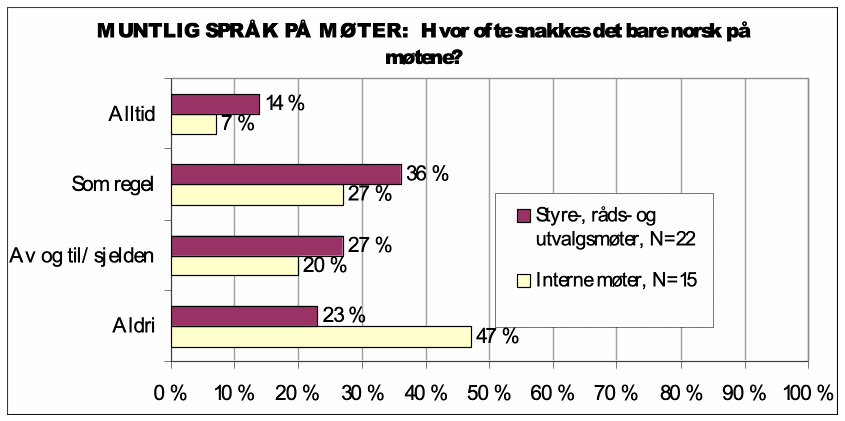 MUNTLIG SPRÅK PÅ MØTER: Hvor ofte snakkes det bare norsk på
møtene?
Alltid
14 %
7 %
Som regel
36 %
27 %
Av og til/ sjelden
27 %
20 %
Aldri
23 %
47 %
Styre-, råds- og
utvalgsmøter, N=22
Interne møter, N=15
0 % 10 % 20 % 30 % 40 % 50 % 60 % 70 % 80 % 90 % 100 %